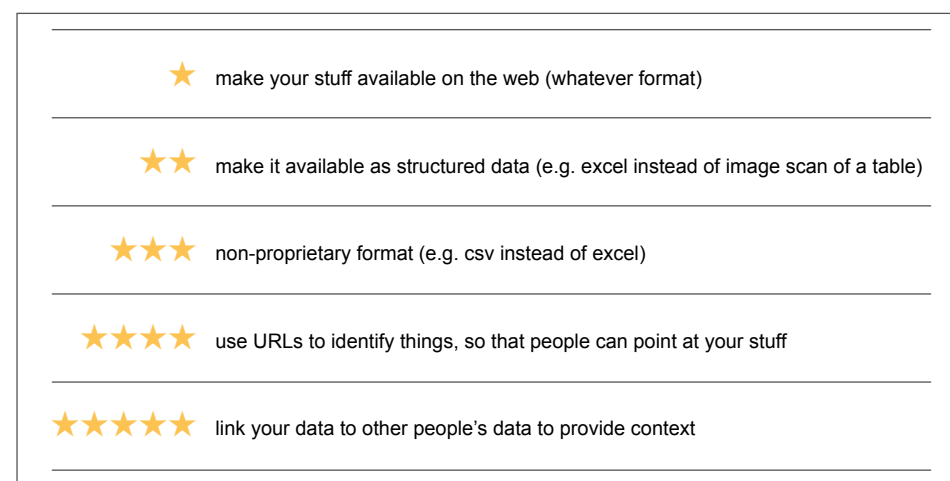 make your stuff available on the web (whatever format)
make it available as structured data (e.g. excel instead of image scan of a table)
non-proprietary format (e.g. csv instead of excel)
use URLs to identify things, so that people can point at your stuff
link your data to other people’s data to provide context